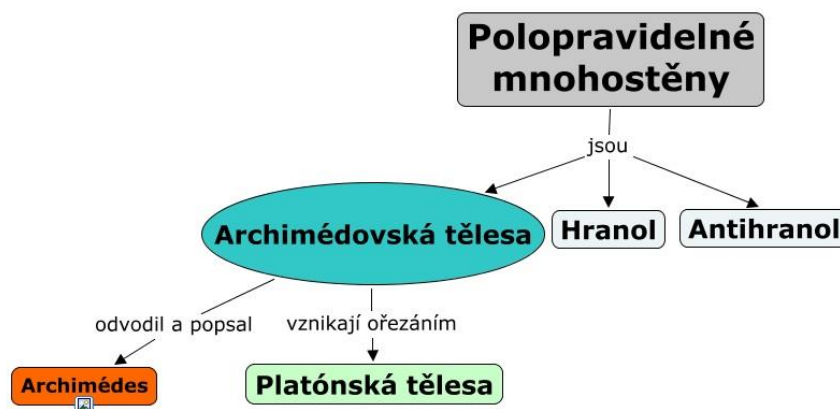 Polopravidelné
mnohostěny
jsou
Archimédovská tělesa
Hranol
Antihranol
odvodil a popsal
vznikají ořezáním
Archimédes
Platónská tělesa